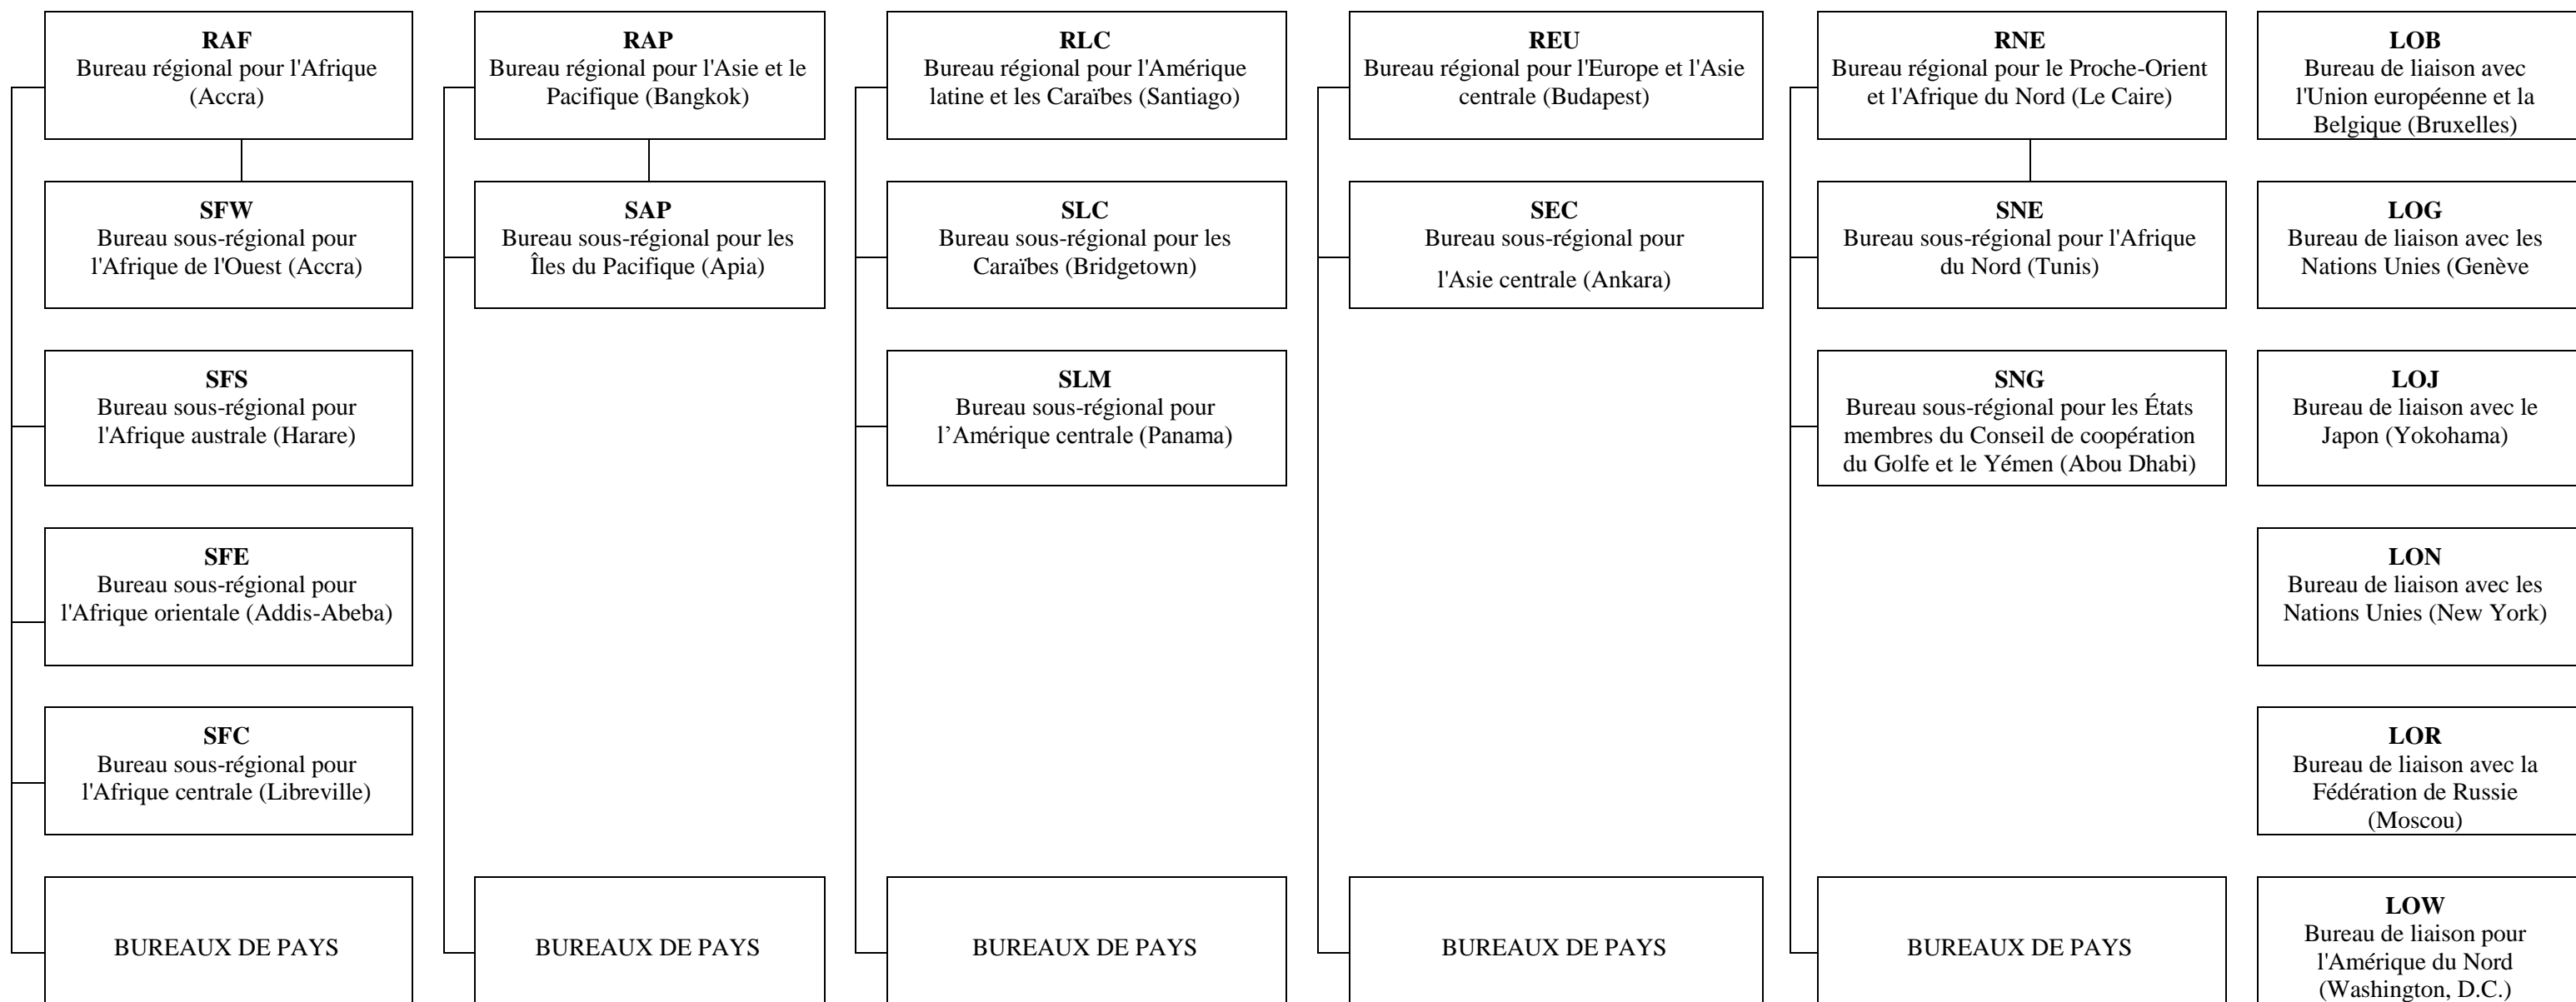 RAF
Bureau régional pour l'Afrique
(Accra)
SFW
Bureau sous-régional pour
l'Afrique de l'Ouest (Accra)
SFS
Bureau sous-régional pour
l'Afrique australe (Harare)
SFE
Bureau sous-régional pour
l'Afrique orientale (Addis-Abeba)
SFC
Bureau sous-régional pour
l'Afrique centrale (Libreville)
BUREAUX DE PAYS
RAP
Bureau régional pour l'Asie et le
Pacifique (Bangkok)
SAP
Bureau sous-régional pour les
Îles du Pacifique (Apia)
BUREAUX DE PAYS
RLC
Bureau régional pour l'Amérique
latine et les Caraïbes (Santiago)
SLC
Bureau sous-régional pour les
Caraïbes (Bridgetown)
SLM
Bureau sous-régional pour
l’Amérique centrale (Panama)
BUREAUX DE PAYS
REU
Bureau régional pour l'Europe et l'Asie
centrale (Budapest)
SEC
Bureau sous-régional pour
l'Asie centrale (Ankara)
BUREAUX DE PAYS
RNE
Bureau régional pour le Proche-Orient
et l'Afrique du Nord (Le Caire)
SNE
Bureau sous-régional pour l'Afrique
du Nord (Tunis)
SNG
Bureau sous-régional pour les États
membres du Conseil de coopération
du Golfe et le Yémen (Abou Dhabi)
BUREAUX DE PAYS
LOB
Bureau de liaison avec
l'Union européenne et la
Belgique (Bruxelles)
LOG
Bureau de liaison avec les
Nations Unies (Genève
LOJ
Bureau de liaison avec le
Japon (Yokohama)
LON
Bureau de liaison avec les
Nations Unies (New York)
LOR
Bureau de liaison avec la
Fédération de Russie
(Moscou)
LOW
Bureau de liaison pour
l'Amérique du Nord
(Washington, D.C.)